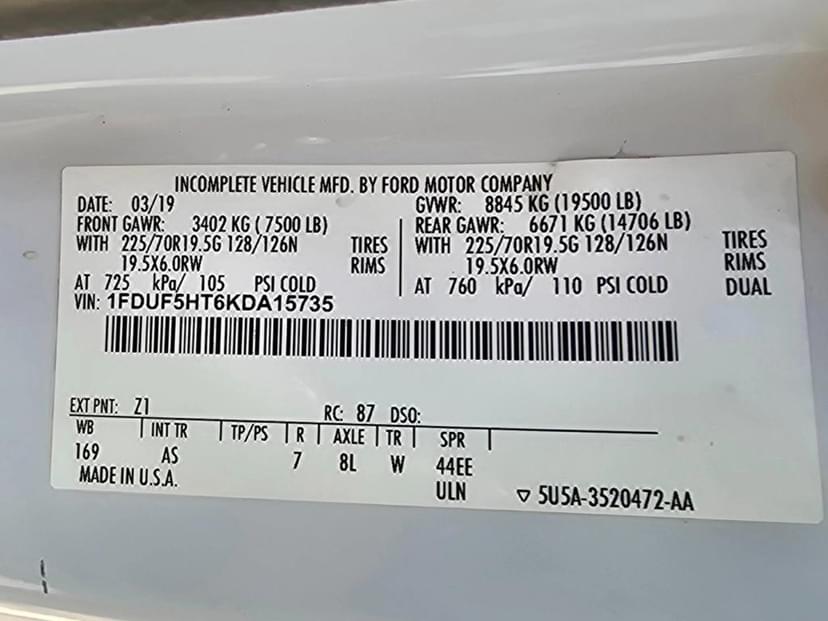 INCOMPLETE VEHICLE MFD. BY FORD MOTOR COMPANY
DATE: 03/19 GVWR: 8845 KG (19500 LB)
FRONT GAWR: 3402 KG (7500 LB) REAR GAWR: 6671 KG (14706 LB)
WITH 225/70R19.5G 128/126N TIRES WITH 225/70R19.5G 128/126N TIRES
19.5X6.0RW RIMS 19.5X6.0RW RIMS
AT 725 kPa/ 105 PSI COLD AT 760 kPa/ 110 PSI COLD DUAL
VIN: 1FDUF5HT6KDA15735
EXT PNT: Z1 RC: 87 DSO:
WB INT TR TP/PS R AXLE TR SPR
169 AS 7 8L W 44EE
MADE IN U.S.A. ULN ▽ 5U5A-3520472-AA